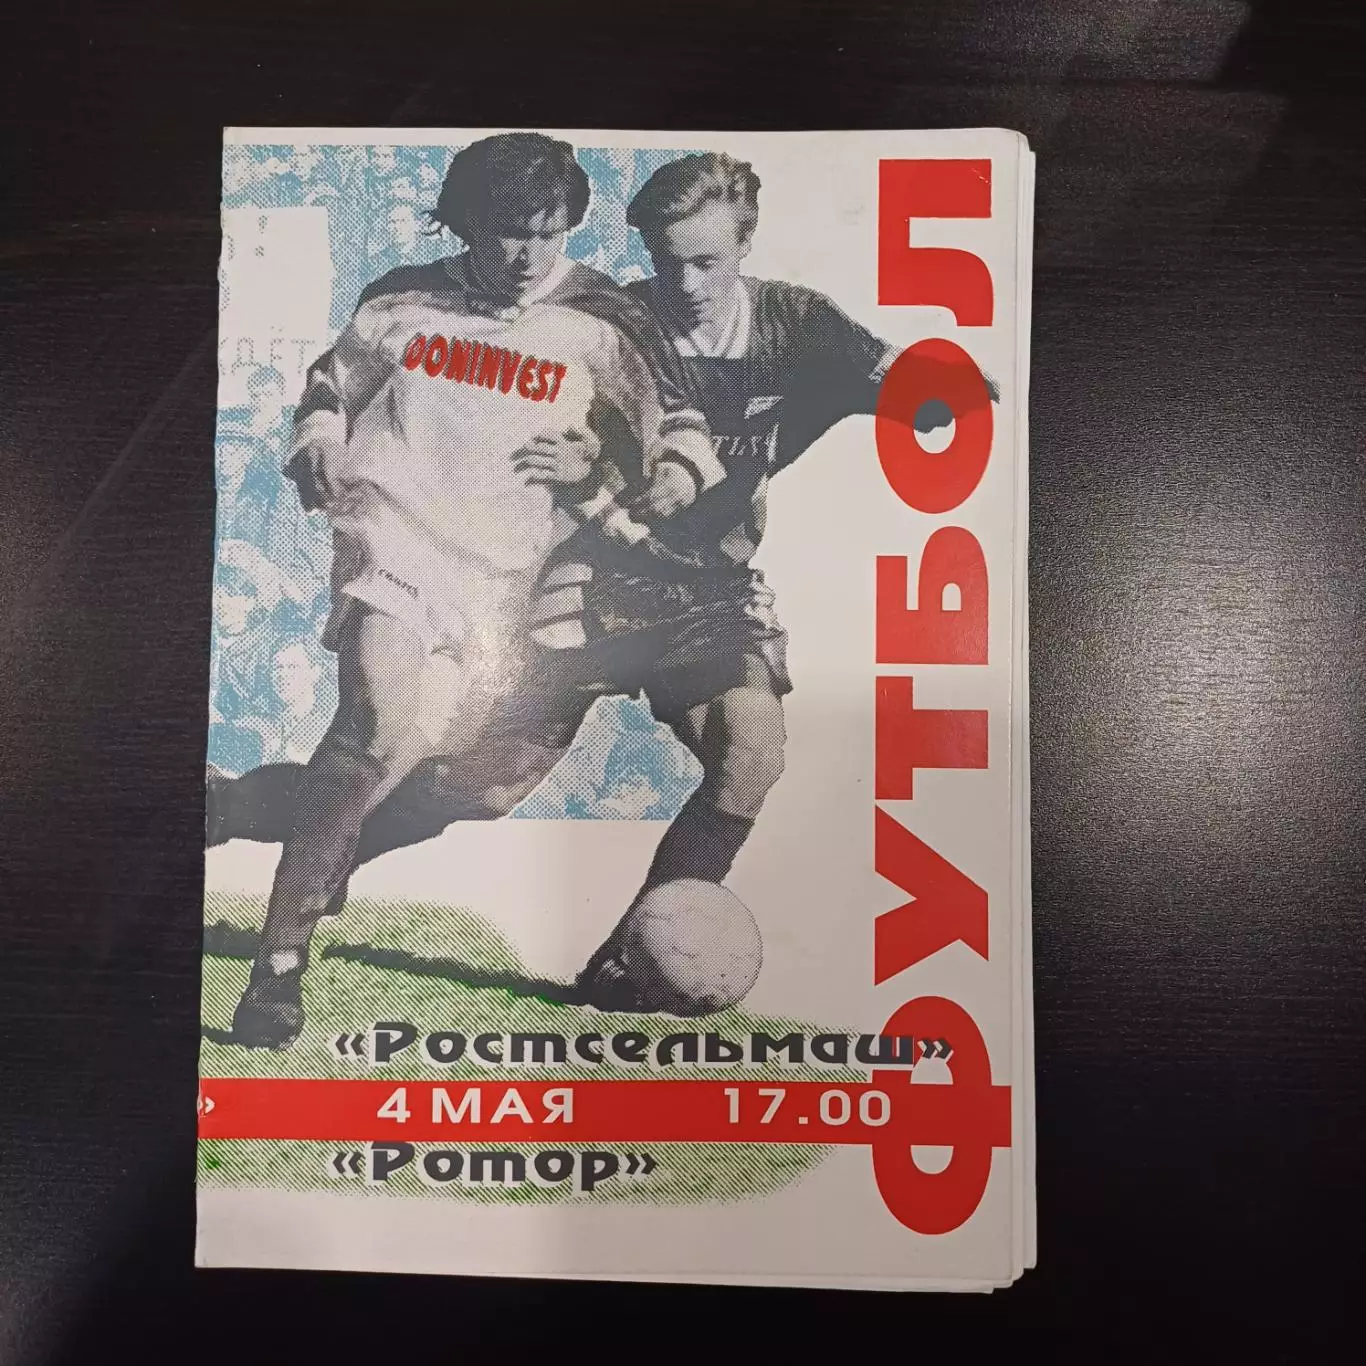 ФУТБОЛ
DONINVEST
«Ростсельмаш»
» 4 МАЯ 17.00
«Ротор»